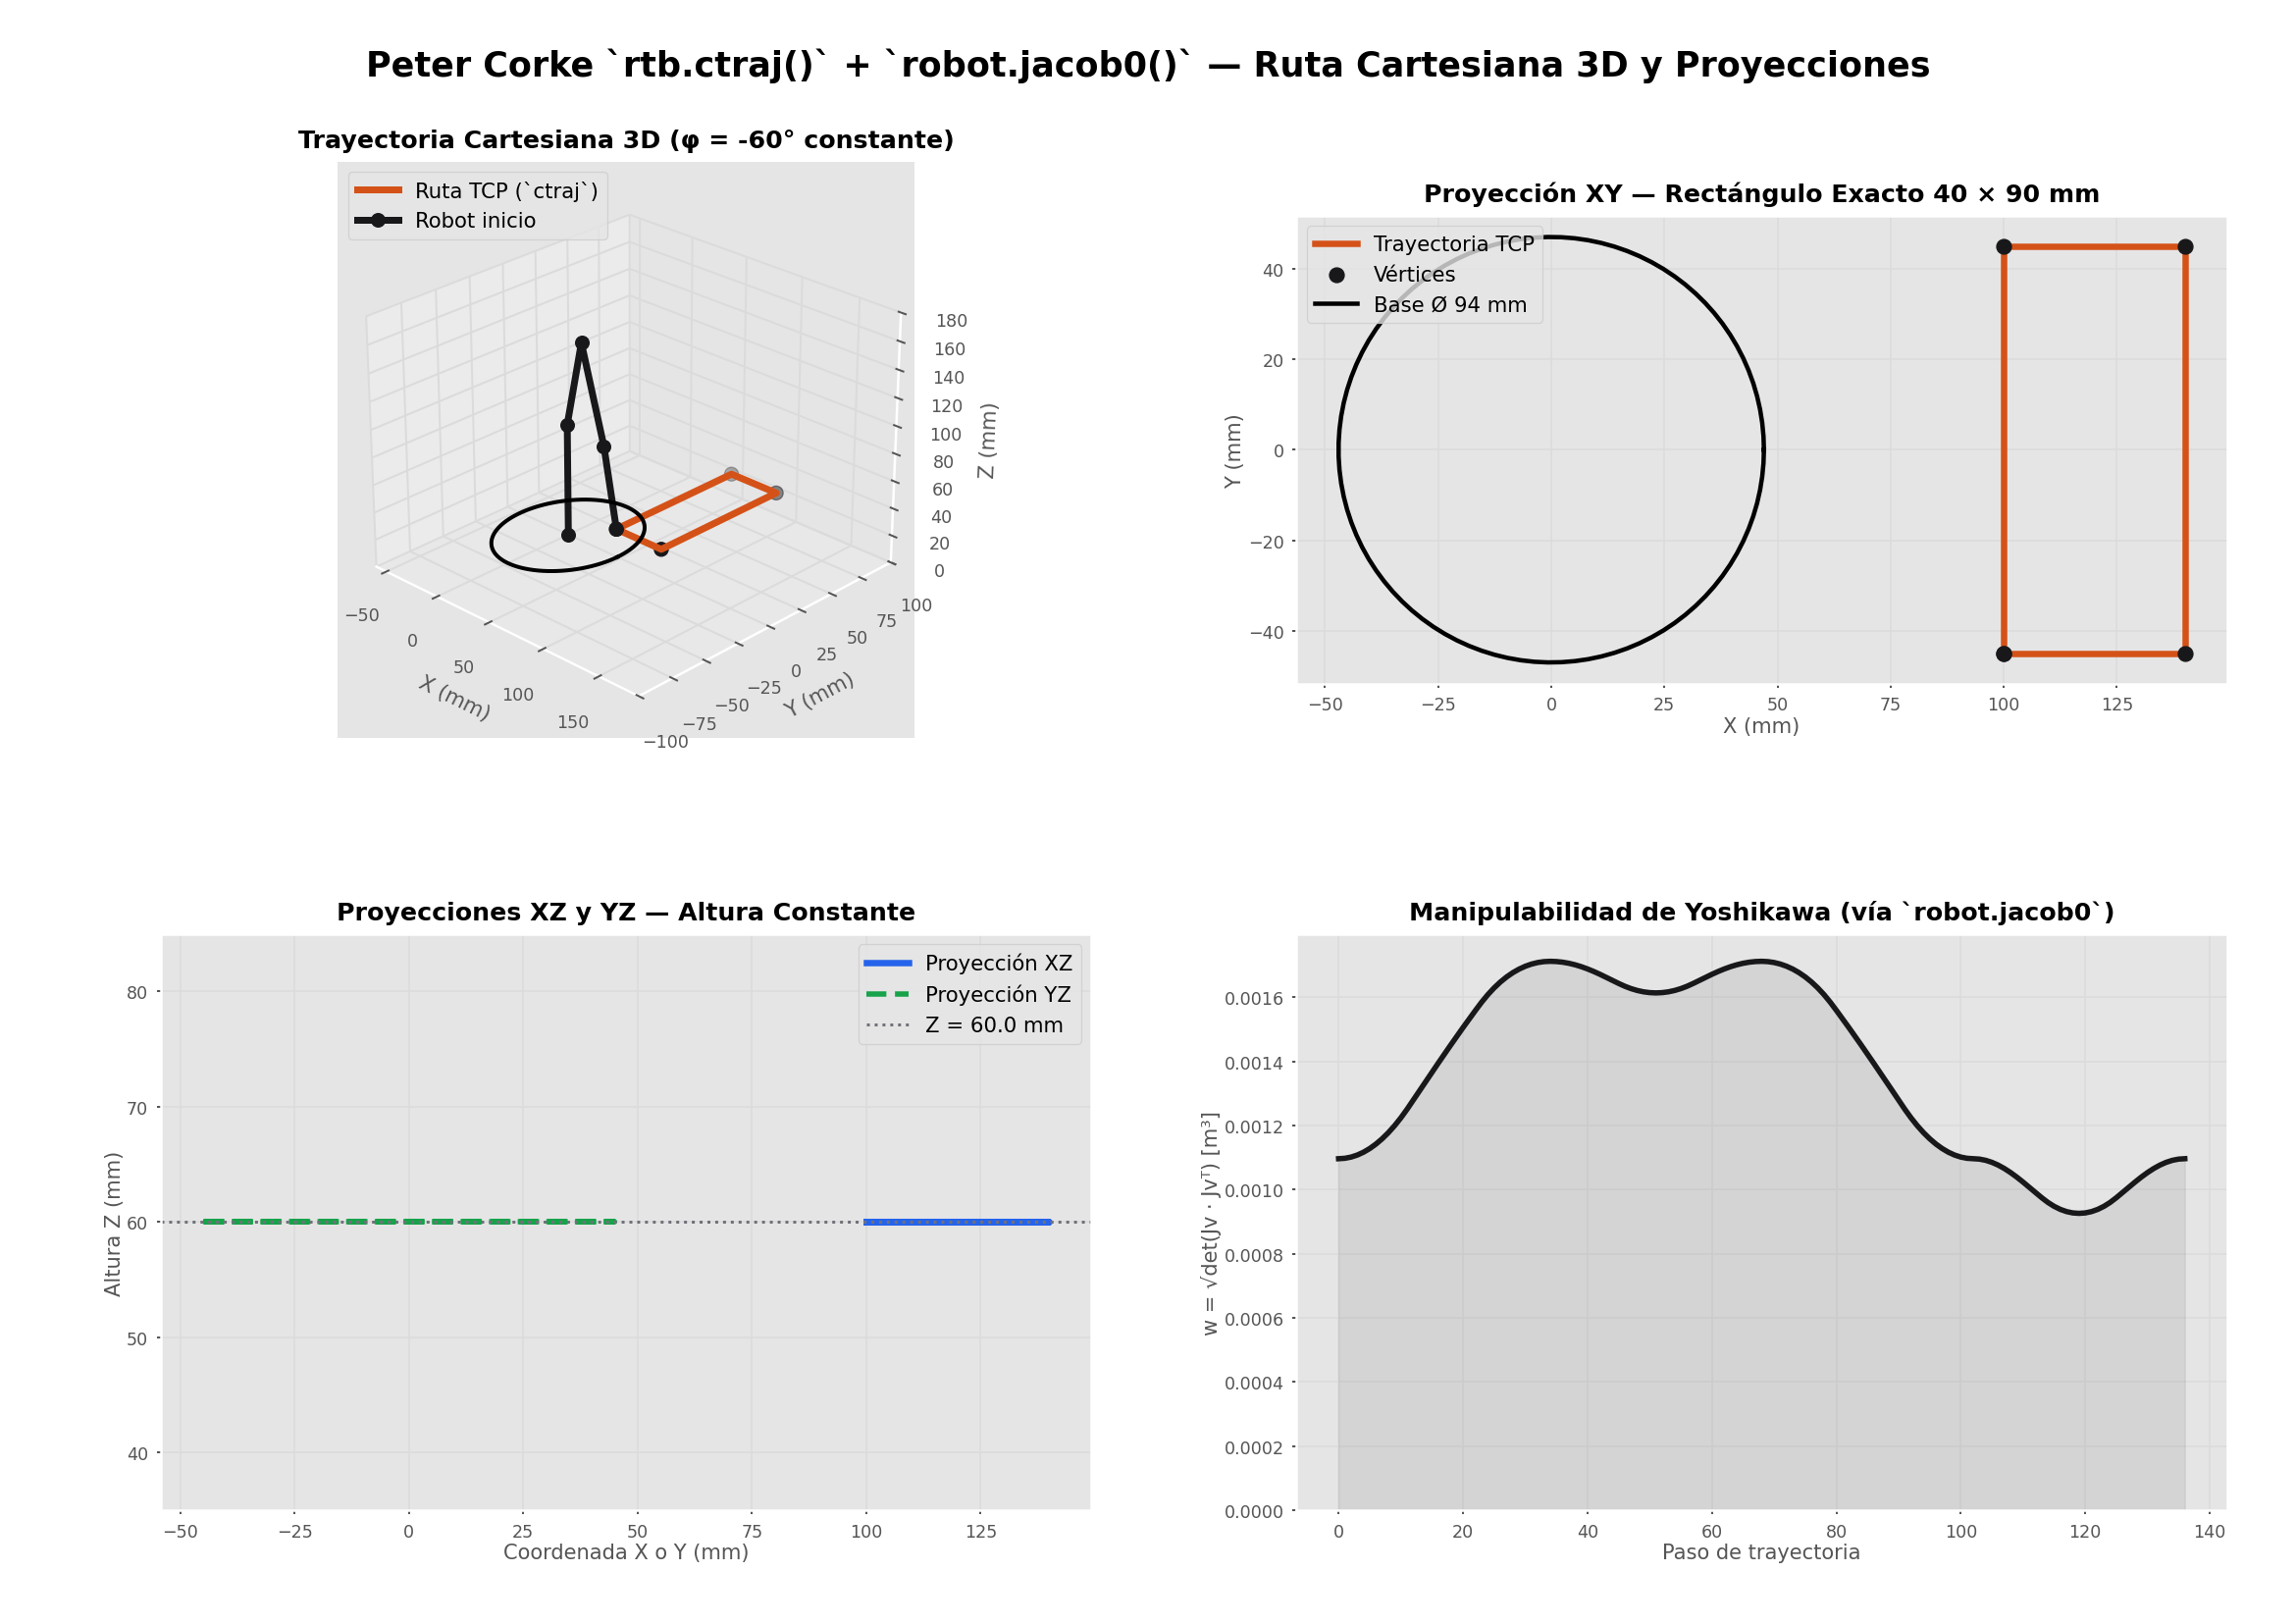 Peter Corke `rtb.ctraj()` + `robot.jacob0()` — Ruta Cartesiana 3D y Proyecciones
Trayectoria Cartesiana 3D (φ = -60° constante)
Ruta TCP (`ctraj`)
Robot inicio
180
160
140
120
100
80
60
40
20
0
Z (mm)
−50
0
50
100
150
X (mm)
−100
−75
−50
−25
0
25
50
75
100
Y (mm)
Proyección XY — Rectángulo Exacto 40 × 90 mm
Trayectoria TCP
Vértices
Base Ø 94 mm
40
20
0
−20
−40
Y (mm)
−50 −25 0 25 50 75 100 125
X (mm)
Proyecciones XZ y YZ — Altura Constante
Proyección XZ
Proyección YZ
Z = 60.0 mm
80
70
60
50
40
Altura Z (mm)
−50 −25 0 25 50 75 100 125
Coordenada X o Y (mm)
Manipulabilidad de Yoshikawa (vía `robot.jacob0`)
0.0016
0.0014
0.0012
0.0010
0.0008
0.0006
0.0004
0.0002
0.0000
w = √det(Jv · Jvᵀ) [m³]
0 20 40 60 80 100 120 140
Paso de trayectoria